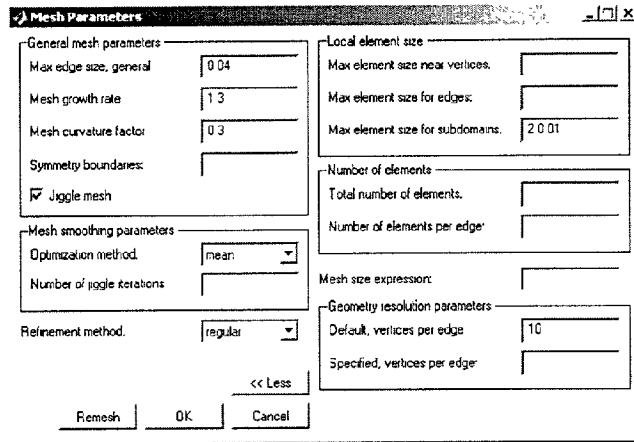 Mesh Parameters
General mesh parameters
Max edge size, general 0.04
Mesh growth rate 1.3
Mesh curvature factor 0.3
Symmetry boundaries:
Jiggle mesh
Mesh smoothing parameters
Optimization method: mean
Number of jiggle iterations
Refinement method: regular
<< Less
Remesh OK Cancel
Local element size
Max element size near vertices:
Max element size for edges:
Max element size for subdomains: 2 0.01
Number of elements
Total number of elements:
Number of elements per edge:
Mesh size expression:
Geometry resolution parameters
Default, vertices per edge 10
Specified, vertices per edge: